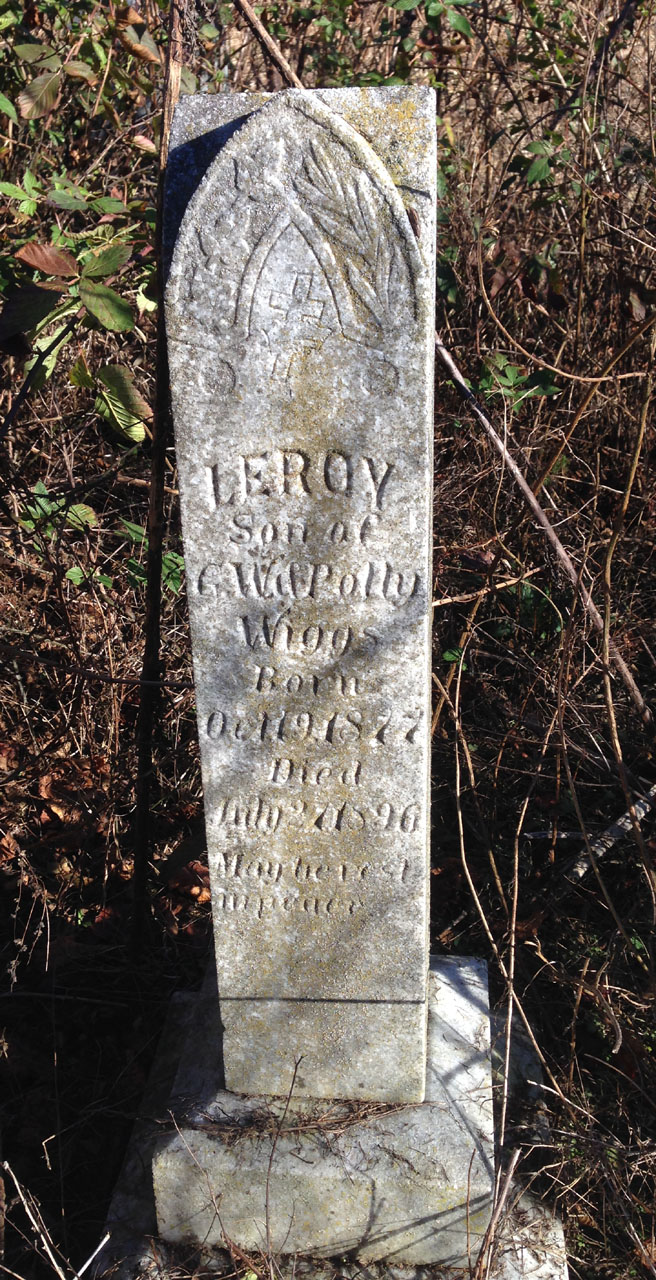 LEROY
Son of
G.W. & Polly
Wiggs
Born
Oct 19, 1877
Died
July 27, 1896
May he rest
in peace